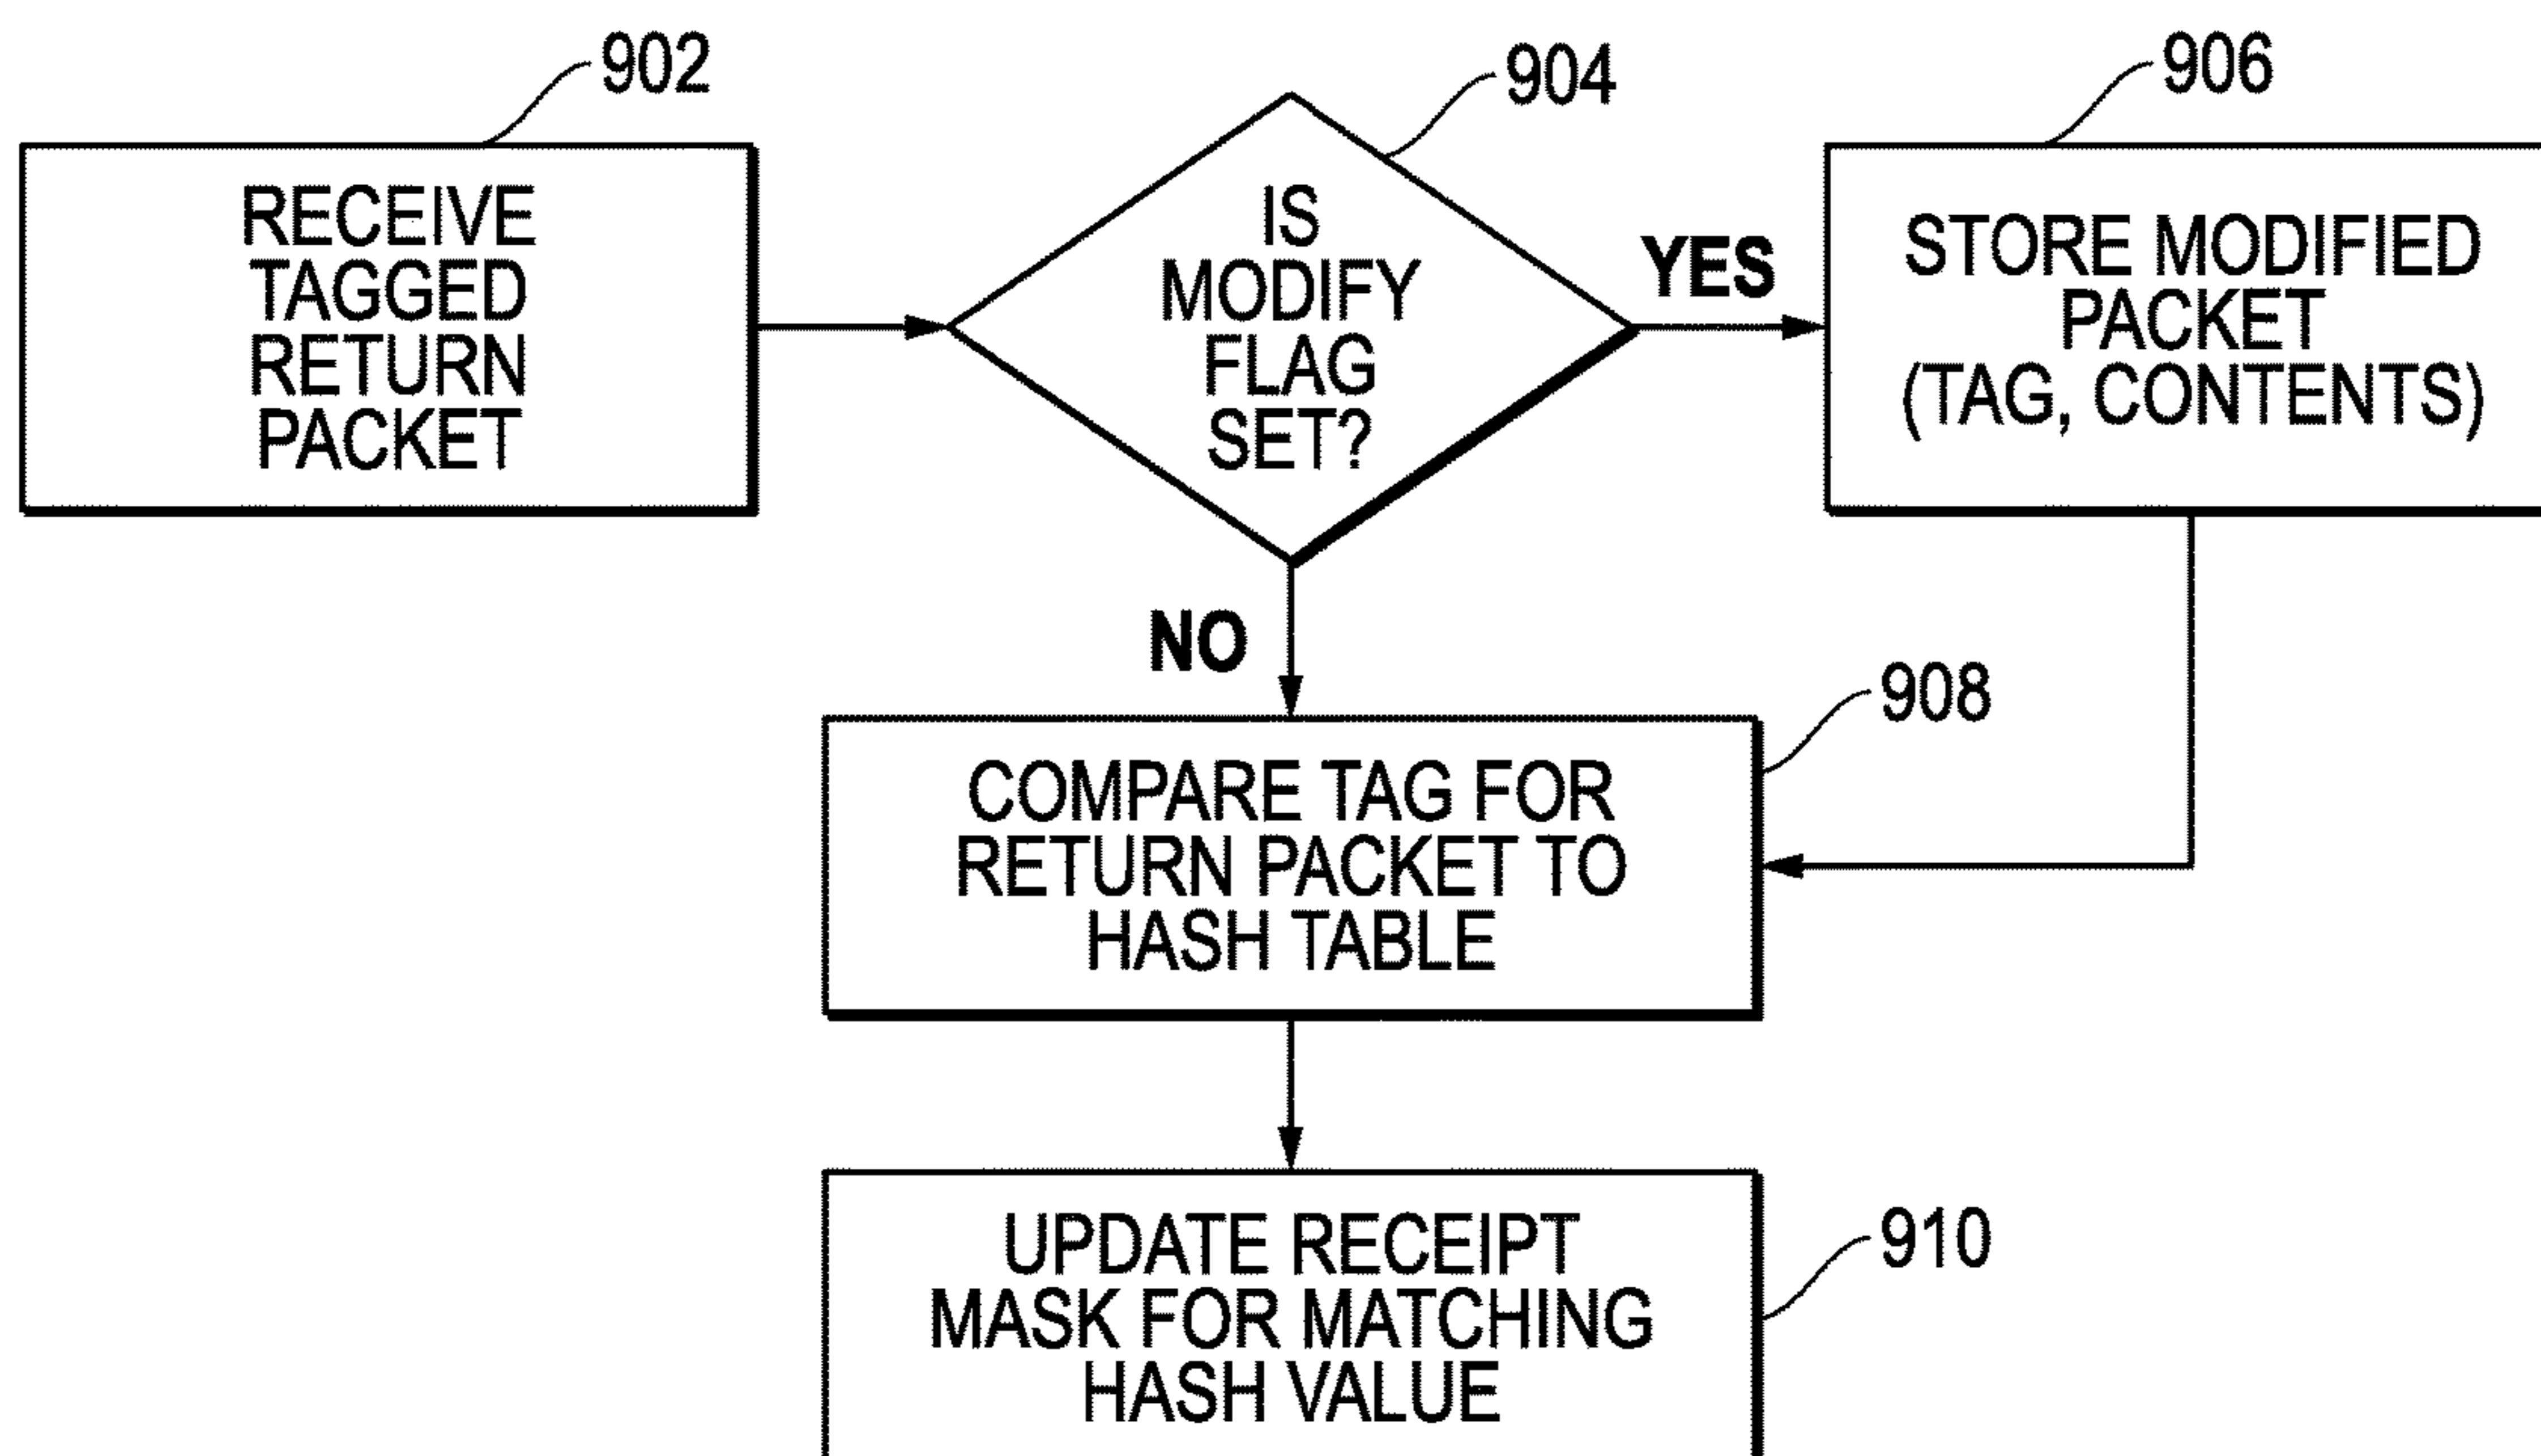 902
RECEIVE
TAGGED
RETURN
PACKET
904
IS
MODIFY
FLAG
SET?
YES
906
STORE MODIFIED
PACKET
(TAG, CONTENTS)
NO
908
COMPARE TAG FOR
RETURN PACKET TO
HASH TABLE
910
UPDATE RECEIPT
MASK FOR MATCHING
HASH VALUE